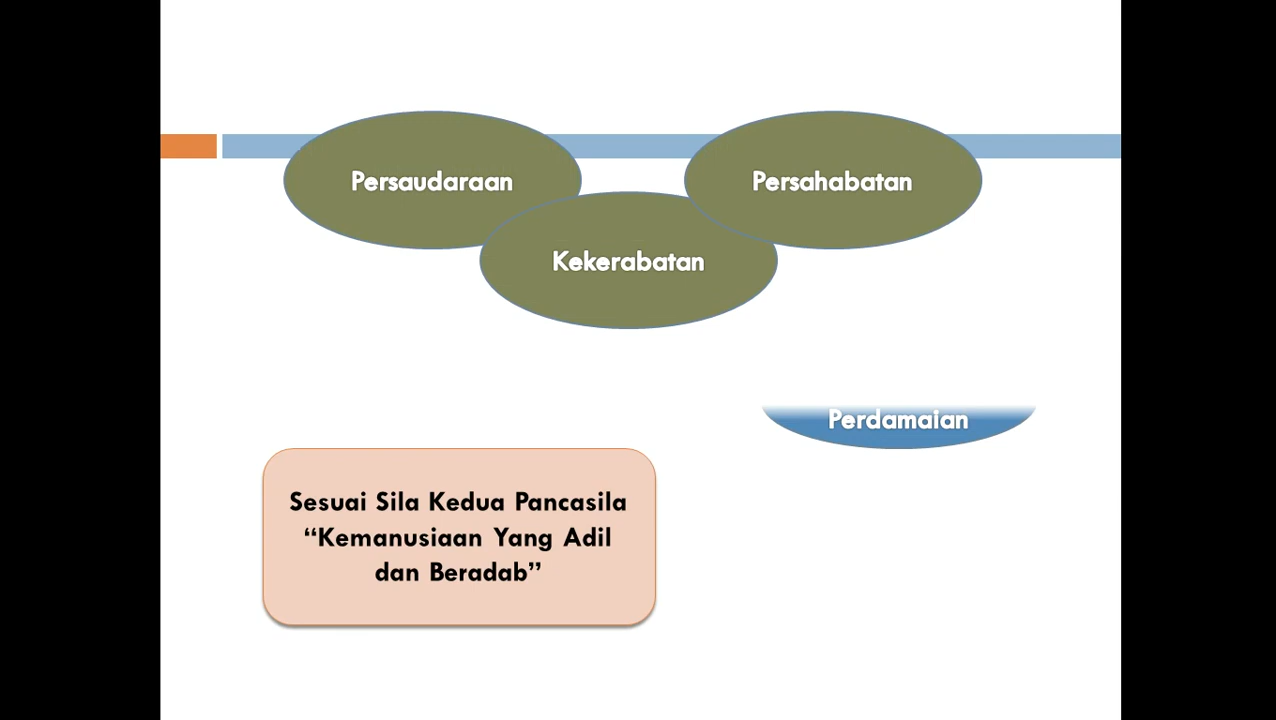 Persaudaraan
Persahabatan
Kekerabatan
Perdamaian
Sesuai Sila Kedua Pancasila
“Kemanusiaan Yang Adil
dan Beradab”